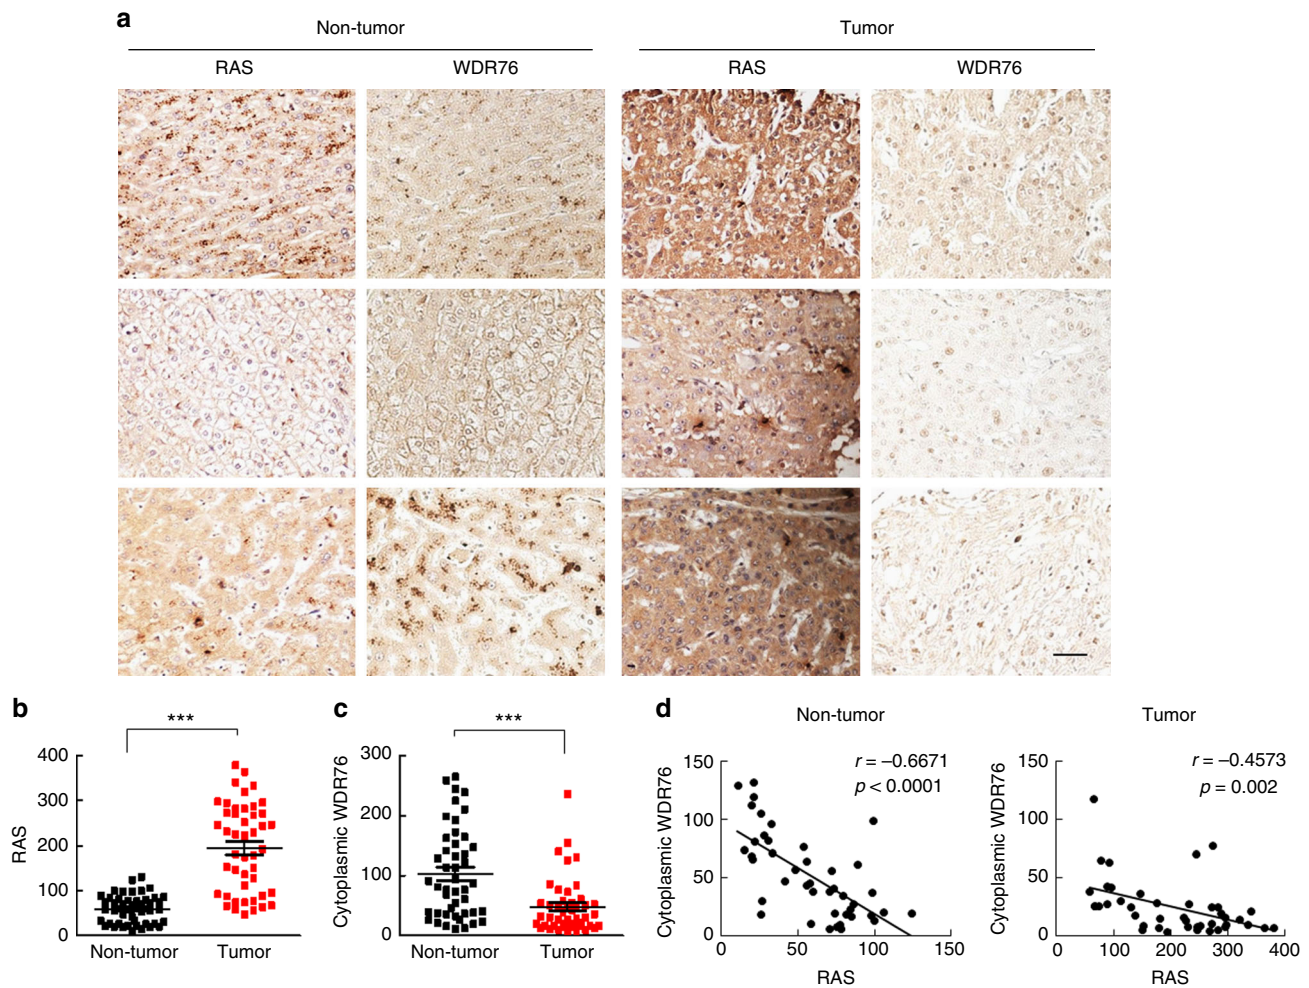 a
Non-tumor
Tumor
RAS
WDR76
RAS
WDR76
b
***
RAS
400
300
200
100
0
Non-tumor
Tumor
c
***
Cytoplasmic WDR76
300
200
100
0
Non-tumor
Tumor
d
Non-tumor
r = –0.6671
p < 0.0001
Cytoplasmic WDR76
150
100
50
0
0
50
100
150
RAS
Tumor
r = –0.4573
p = 0.002
Cytoplasmic WDR76
150
100
50
0
0
100
200
300
400
RAS